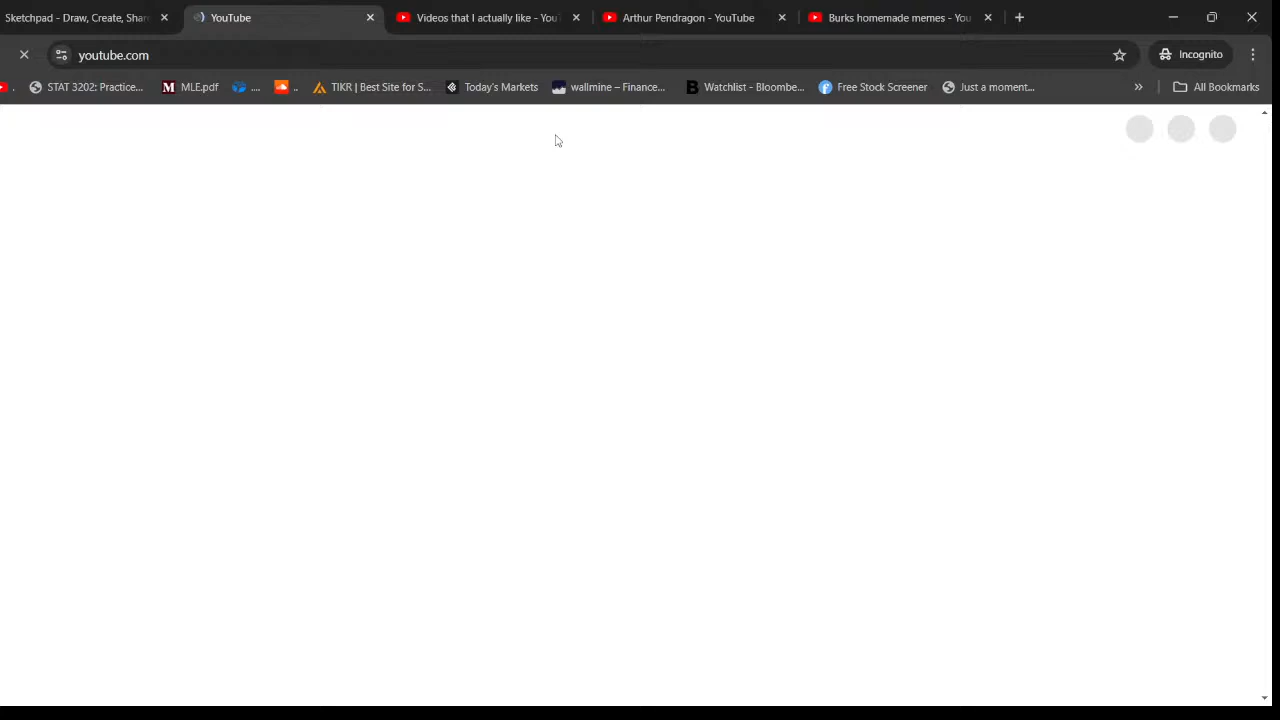 Sketchpad - Draw, Create, Shar
YouTube
Videos that I actually like - You
Arthur Pendragon - YouTube
Burks homemade memes - You
youtube.com
Incognito
.
STAT 3202: Practice...
MLE.pdf
....
..
TIKR | Best Site for S...
Today's Markets
wallmine – Finance...
Watchlist - Bloombe...
Free Stock Screener
Just a moment...
All Bookmarks